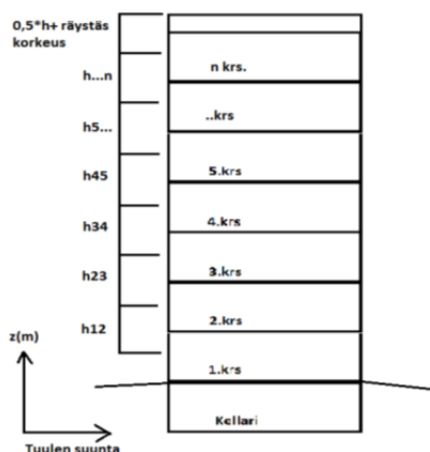 0,5*h+ räystäs
korkeus
h...n
n krs.
h5...
..krs
h45
5.krs
h34
4.krs
h23
3.krs
h12
2.krs
z(m)
1.krs
Kellari
Tuulen suunta